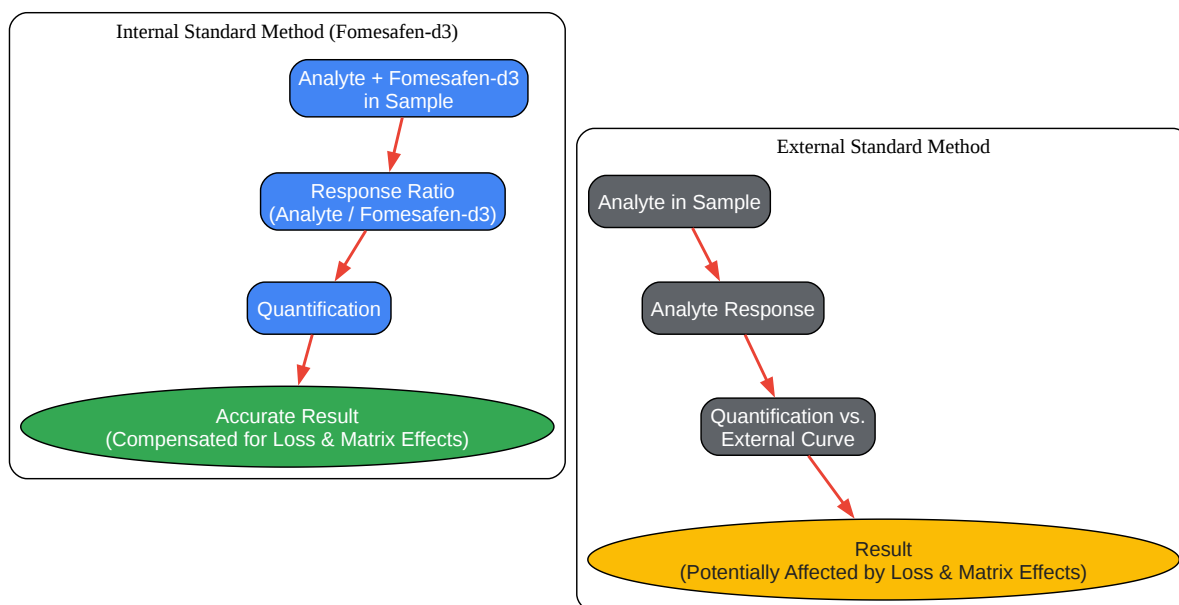 Internal Standard Method (Fomesafen-d3)
Analyte + Fomesafen-d3
in Sample
Response Ratio
(Analyte / Fomesafen-d3)
Quantification
Accurate Result
(Compensated for Loss & Matrix Effects)
External Standard Method
Analyte in Sample
Analyte Response
Quantification vs.
External Curve
Result
(Potentially Affected by Loss & Matrix Effects)